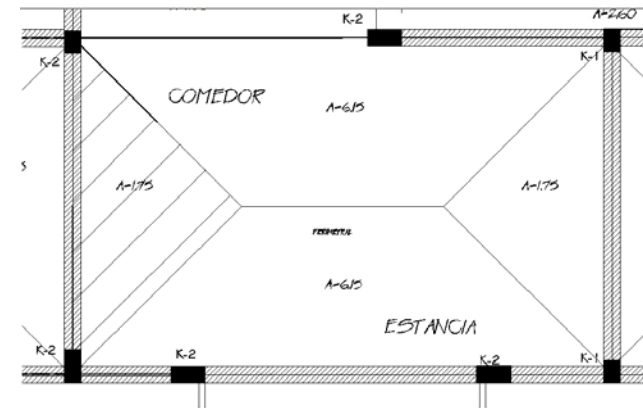 K-2
A-2.60
K-2
K-1
COMEDOR
A-6.15
A-1.75
A-1.75
A-6.15
ESTANCIA
K-2
K-2
K-2
K-1